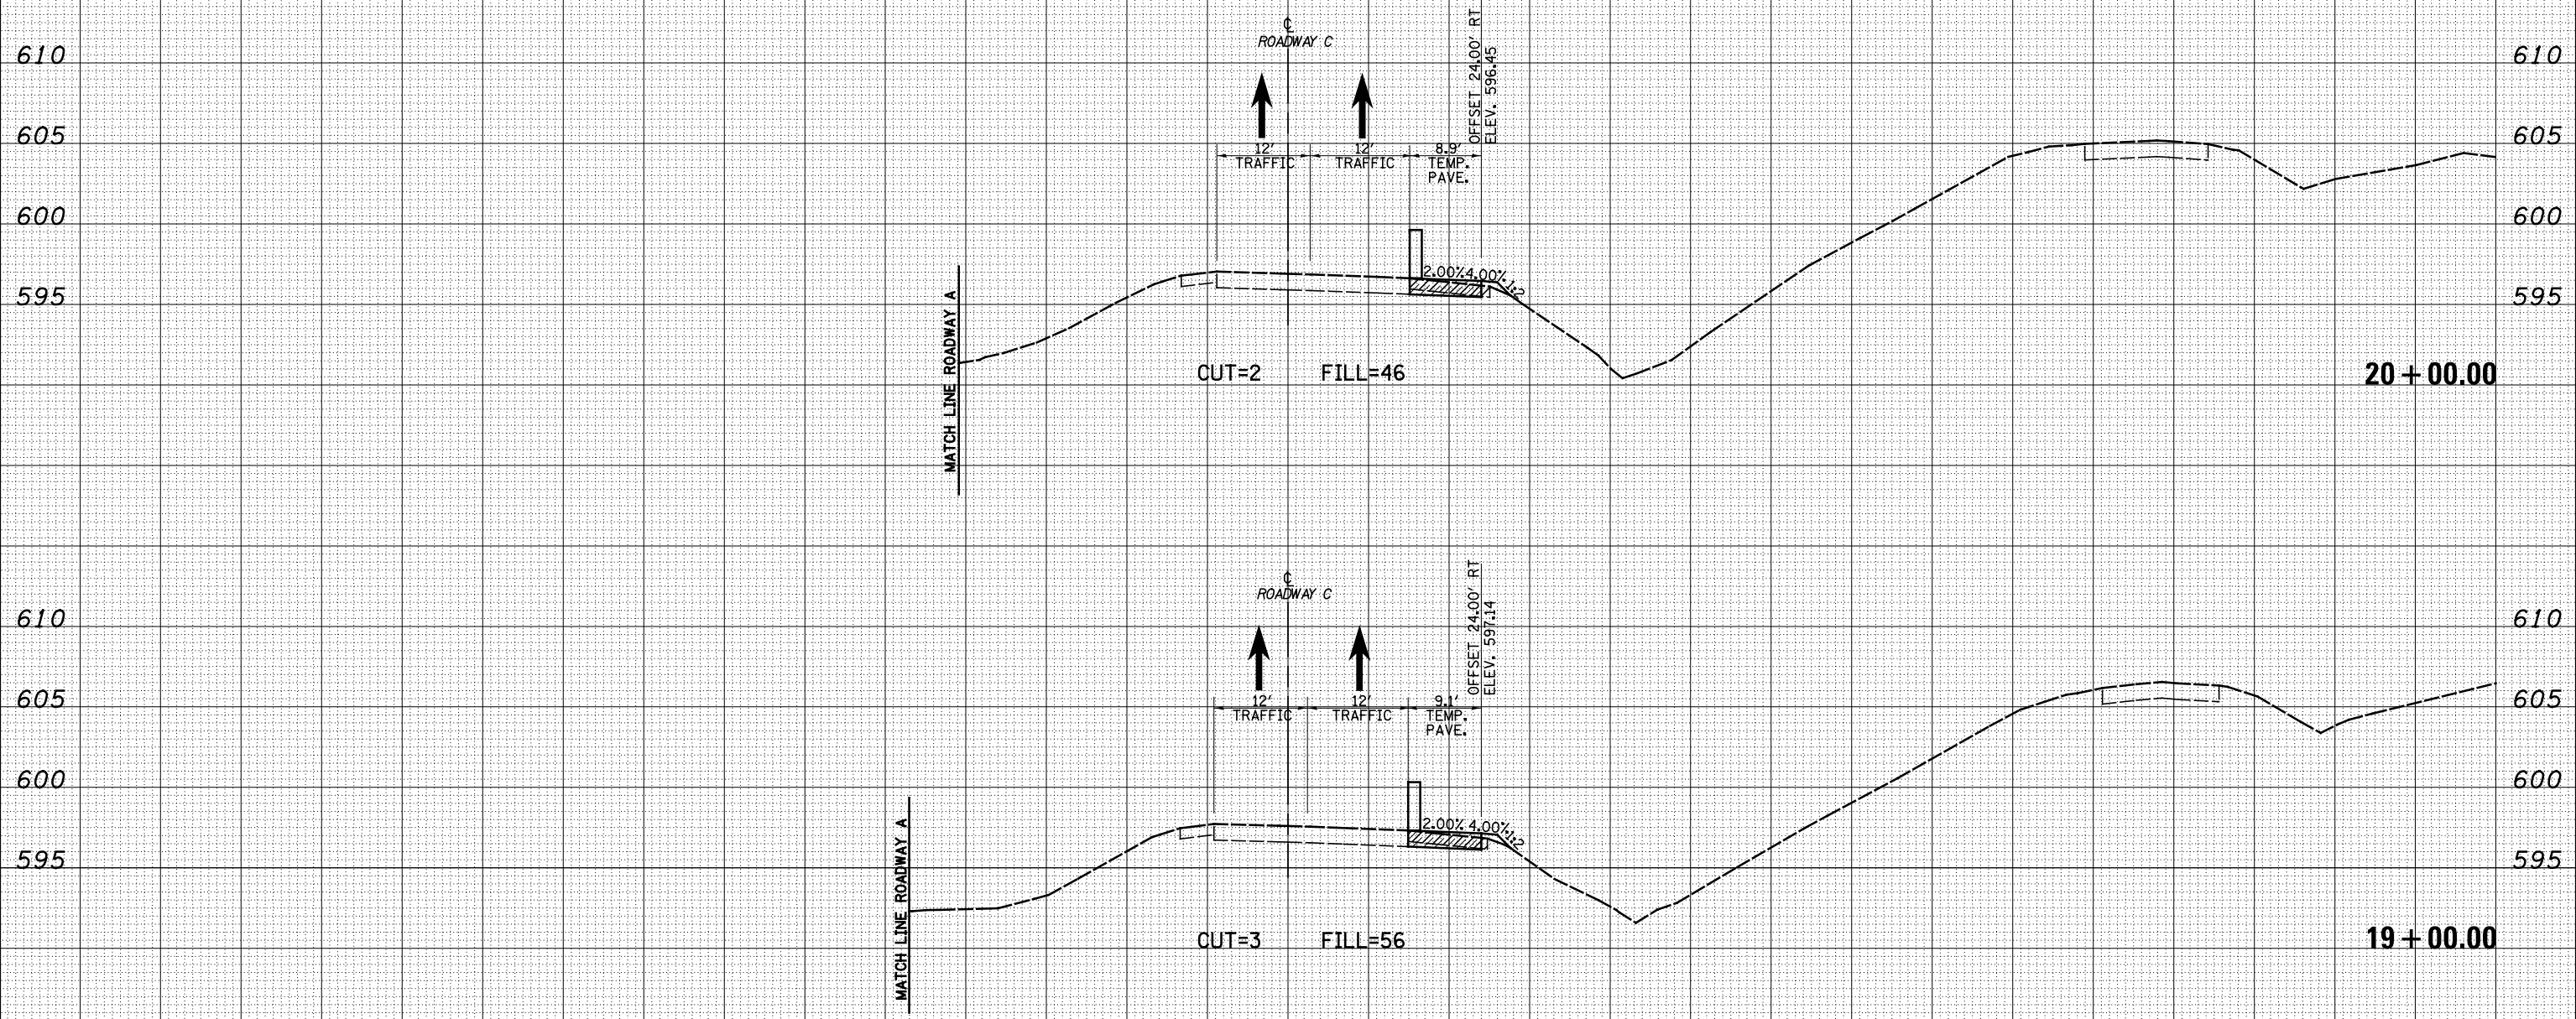 ℄
ROADWAY C
OFFSET 24.00' RT
ELEV. 596.45
610 610
605 605
12' 12' 8.9'
TRAFFIC TRAFFIC TEMP.
PAVE.
600 600
2.00% 4.00% 1:2
595 595
MATCH LINE ROADWAY A
CUT=2 FILL=46
20+00.00
℄
ROADWAY C
OFFSET 24.00' RT
ELEV. 597.14
610 610
605 605
12' 12' 9.1'
TRAFFIC TRAFFIC TEMP.
PAVE.
600 600
2.00% 4.00% 1:2
595 595
MATCH LINE ROADWAY A
CUT=3 FILL=56
19+00.00